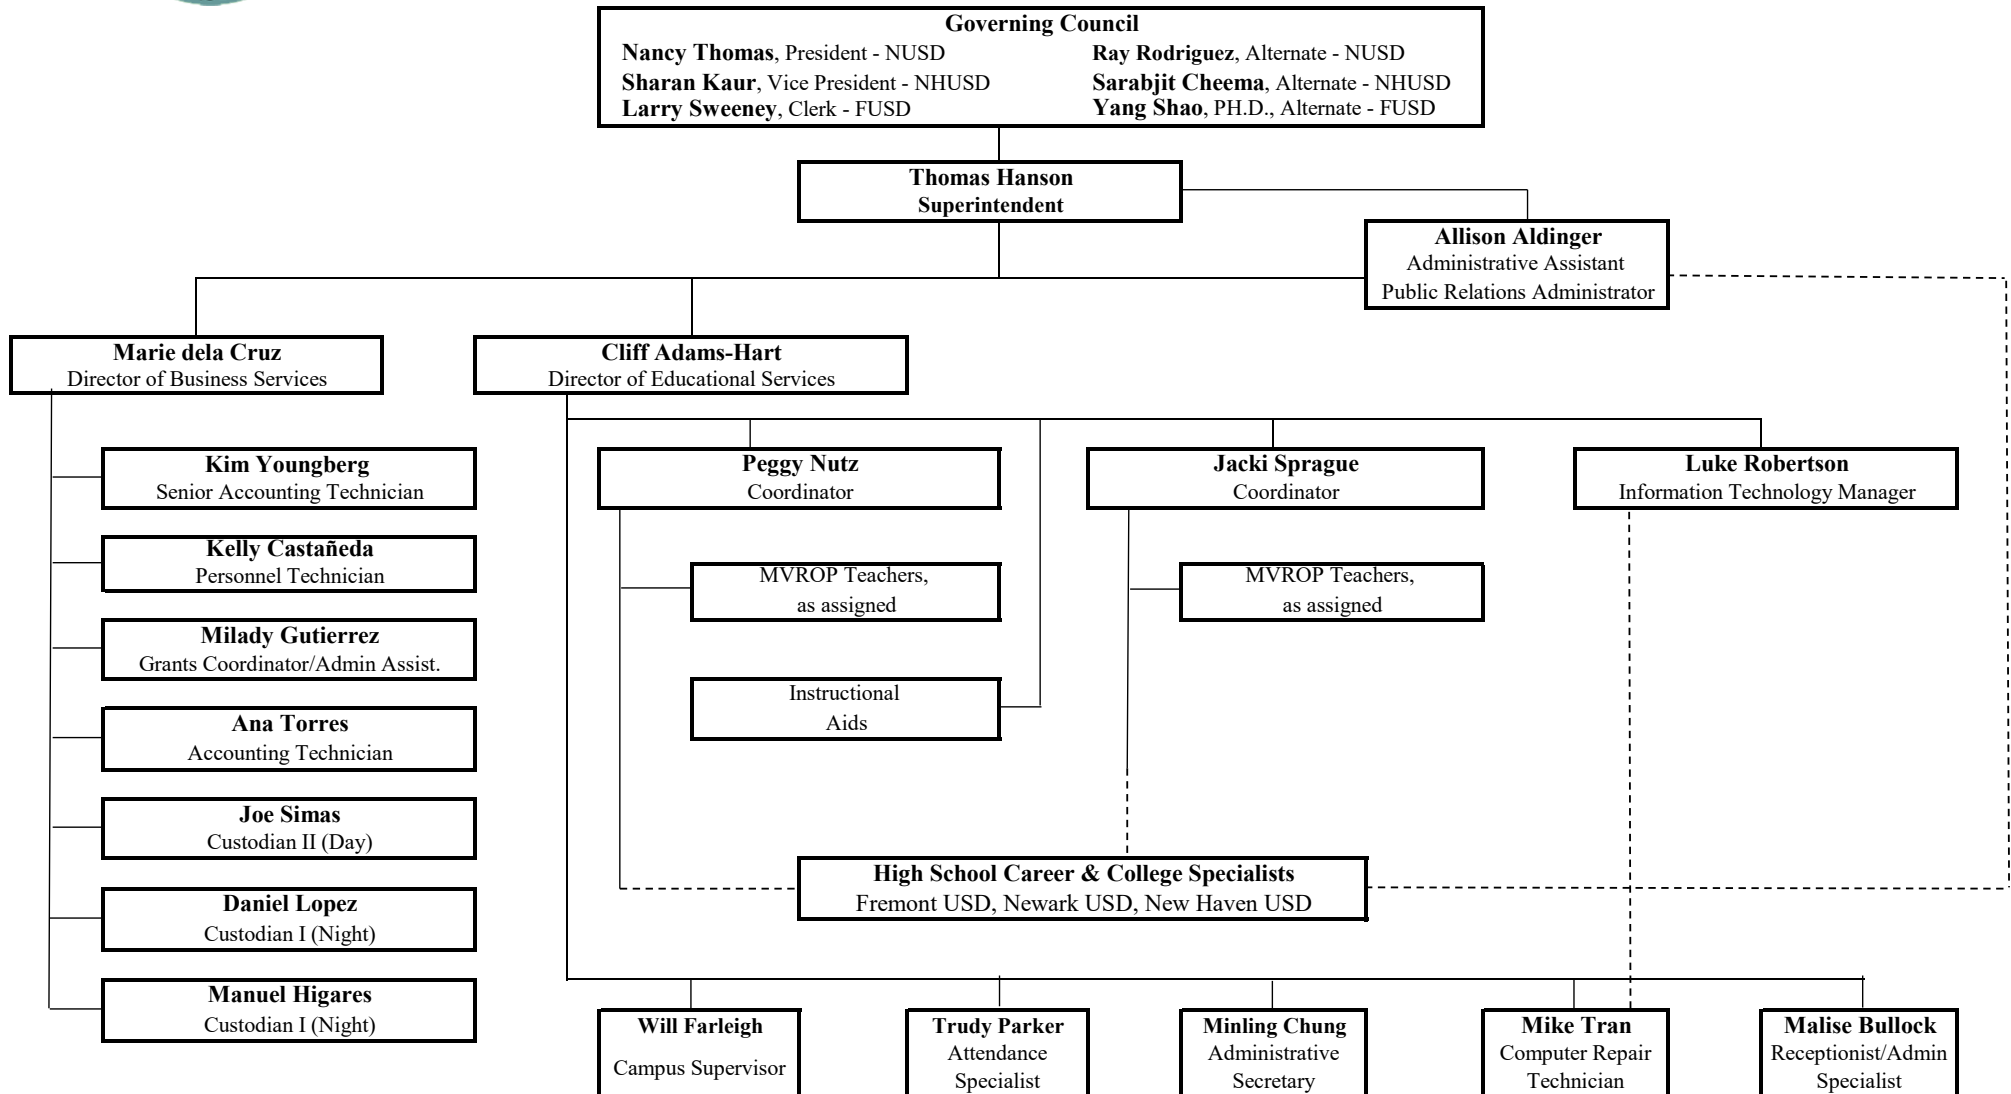 Governing Council
Nancy Thomas, President - NUSD
Ray Rodriguez, Alternate - NUSD
Sharan Kaur, Vice President - NHUSD
Sarabjit Cheema, Alternate - NHUSD
Larry Sweeney, Clerk - FUSD
Yang Shao, PH.D., Alternate - FUSD
Thomas Hanson
Superintendent
Allison Aldinger
Administrative Assistant
Public Relations Administrator
Marie dela Cruz
Director of Business Services
Cliff Adams-Hart
Director of Educational Services
Kim Youngberg
Senior Accounting Technician
Kelly Castañeda
Personnel Technician
Milady Gutierrez
Grants Coordinator/Admin Assist.
Ana Torres
Accounting Technician
Joe Simas
Custodian II (Day)
Daniel Lopez
Custodian I (Night)
Manuel Higares
Custodian I (Night)
Peggy Nutz
Coordinator
Jacki Sprague
Coordinator
Luke Robertson
Information Technology Manager
MVROP Teachers,
as assigned
MVROP Teachers,
as assigned
Instructional
Aids
High School Career & College Specialists
Fremont USD, Newark USD, New Haven USD
Will Farleigh
Campus Supervisor
Trudy Parker
Attendance
Specialist
Minling Chung
Administrative
Secretary
Mike Tran
Computer Repair
Technician
Malise Bullock
Receptionist/Admin
Specialist